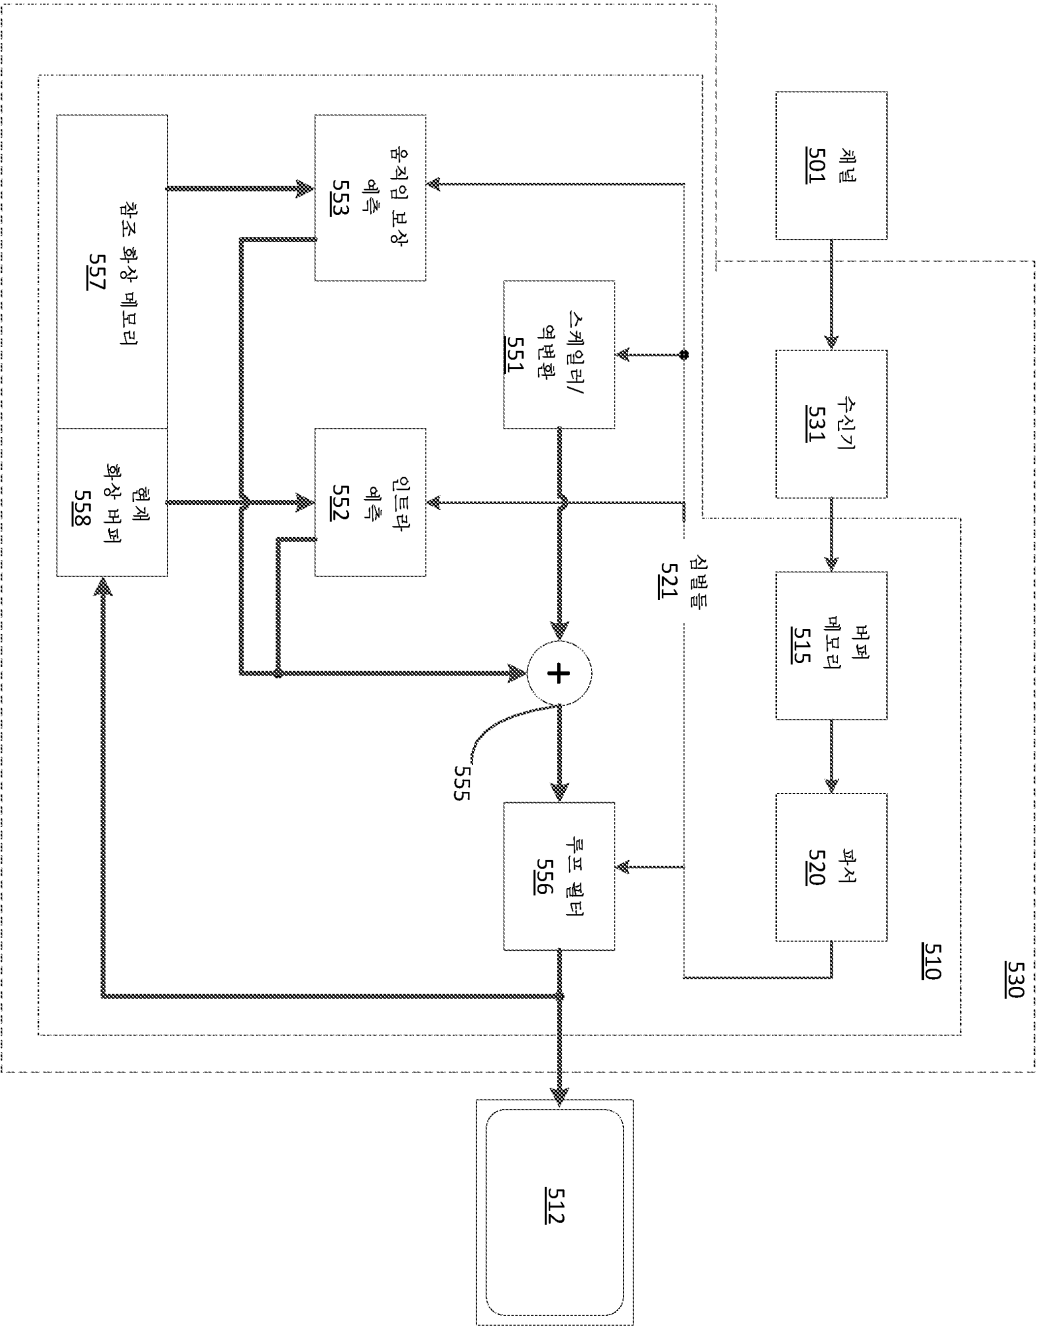 530
510
채널
501
수신기
531
버퍼
메모리
515
파서
520
심벌들
521
스케일러/
역변환
551
+
555
루프 필터
556
512
움직임 보상
예측
553
인트라
예측
552
참조 화상 메모리
557
현재
화상 버퍼
558